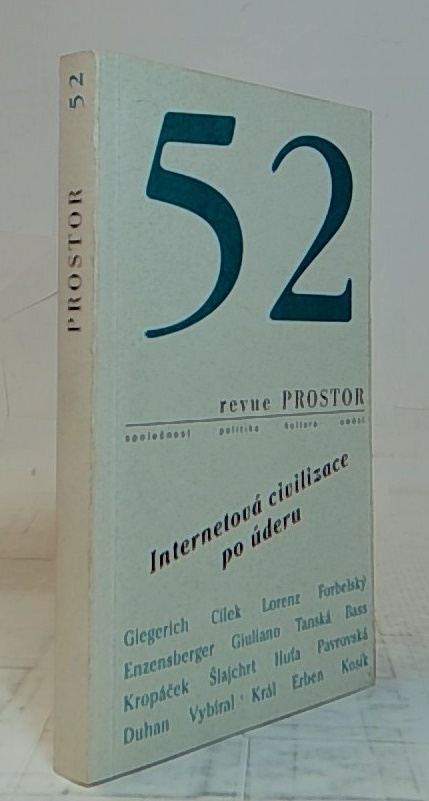 PROSTOR 52
52
revue PROSTOR
společnost politika kultura umění
Internetová civilizace
po úderu
Giegerich Cílek Lorenz Forbelský
Enzensberger Giuliano Tanská Bass
Kropáček Šlajchrt Huťa Pavrovská
Duhan Vybíral Král Erben Kosík